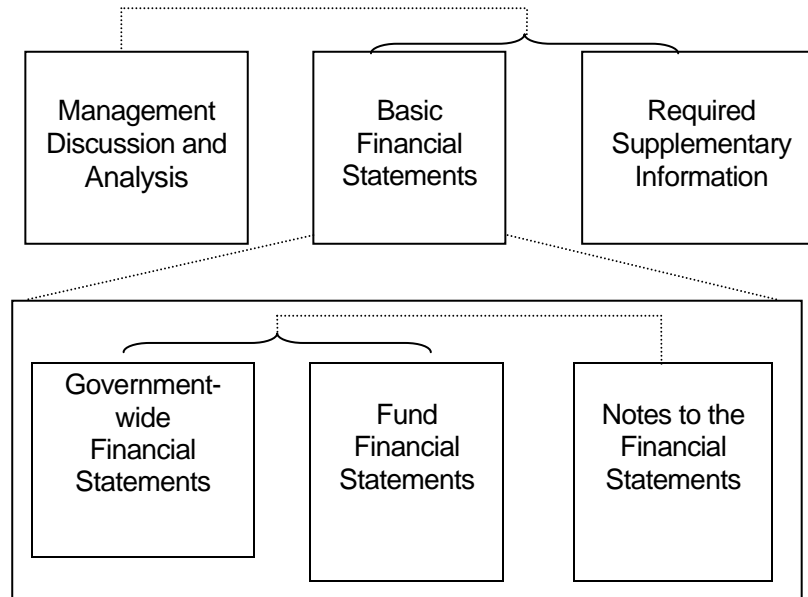 Management
Discussion and
Analysis
Basic
Financial
Statements
Required
Supplementary
Information
Government-
wide
Financial
Statements
Fund
Financial
Statements
Notes to the
Financial
Statements